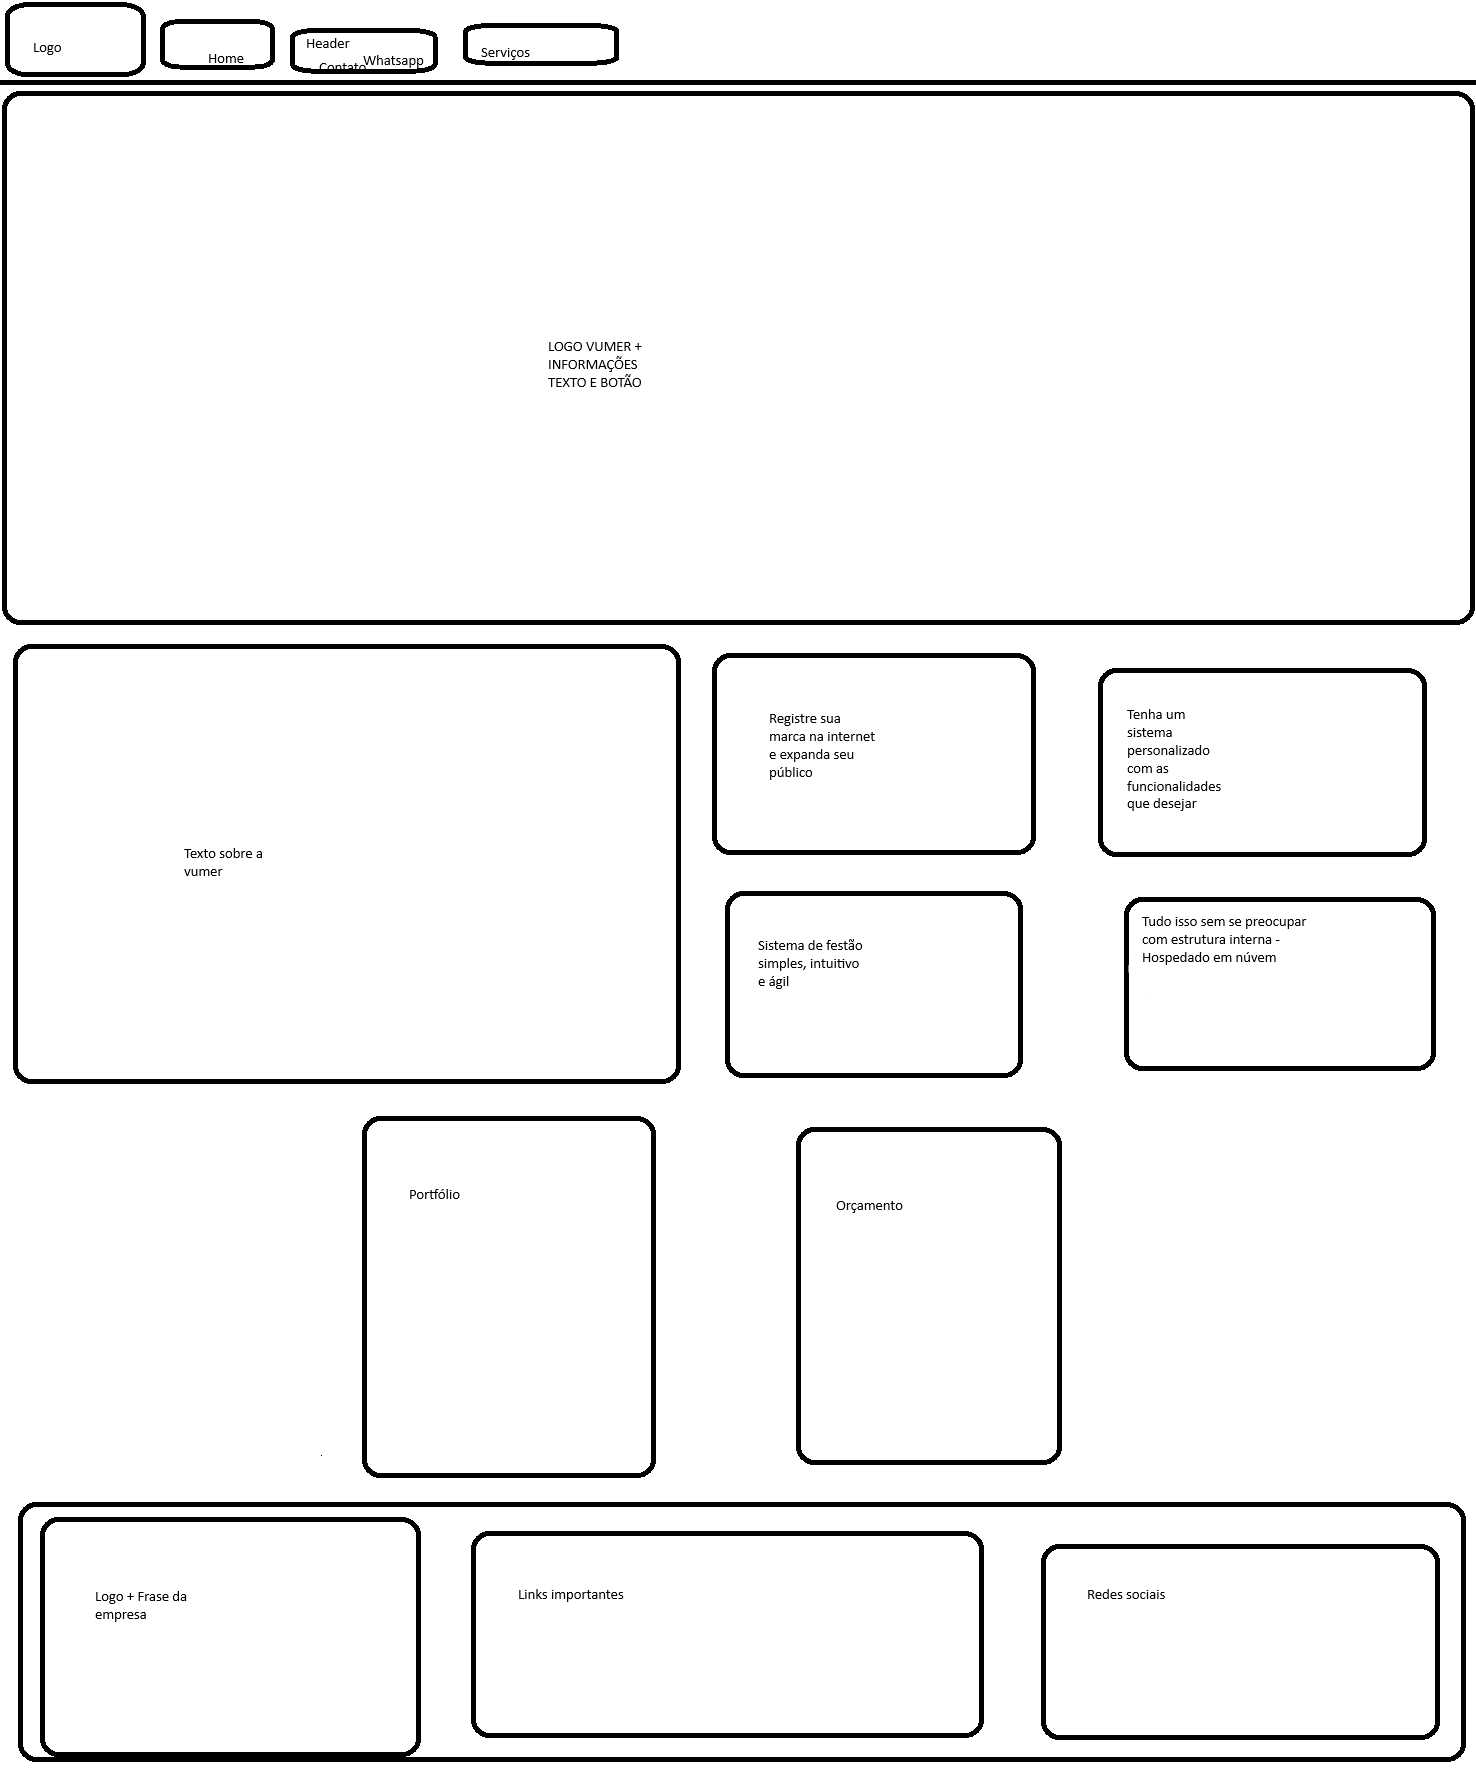 Logo
Home
Header
Contato
Whatsapp
Serviços
LOGO VUMER +
INFORMAÇÕES
TEXTO E BOTÃO
Texto sobre a
vumer
Registre sua
marca na internet
e expanda seu
público
Tenha um
sistema
personalizado
com as
funcionalidades
que desejar
Sistema de festão
simples, intuitivo
e ágil
Tudo isso sem se preocupar
com estrutura interna -
Hospedado em núvem
Portfólio
Orçamento
Logo + Frase da
empresa
Links importantes
Redes sociais